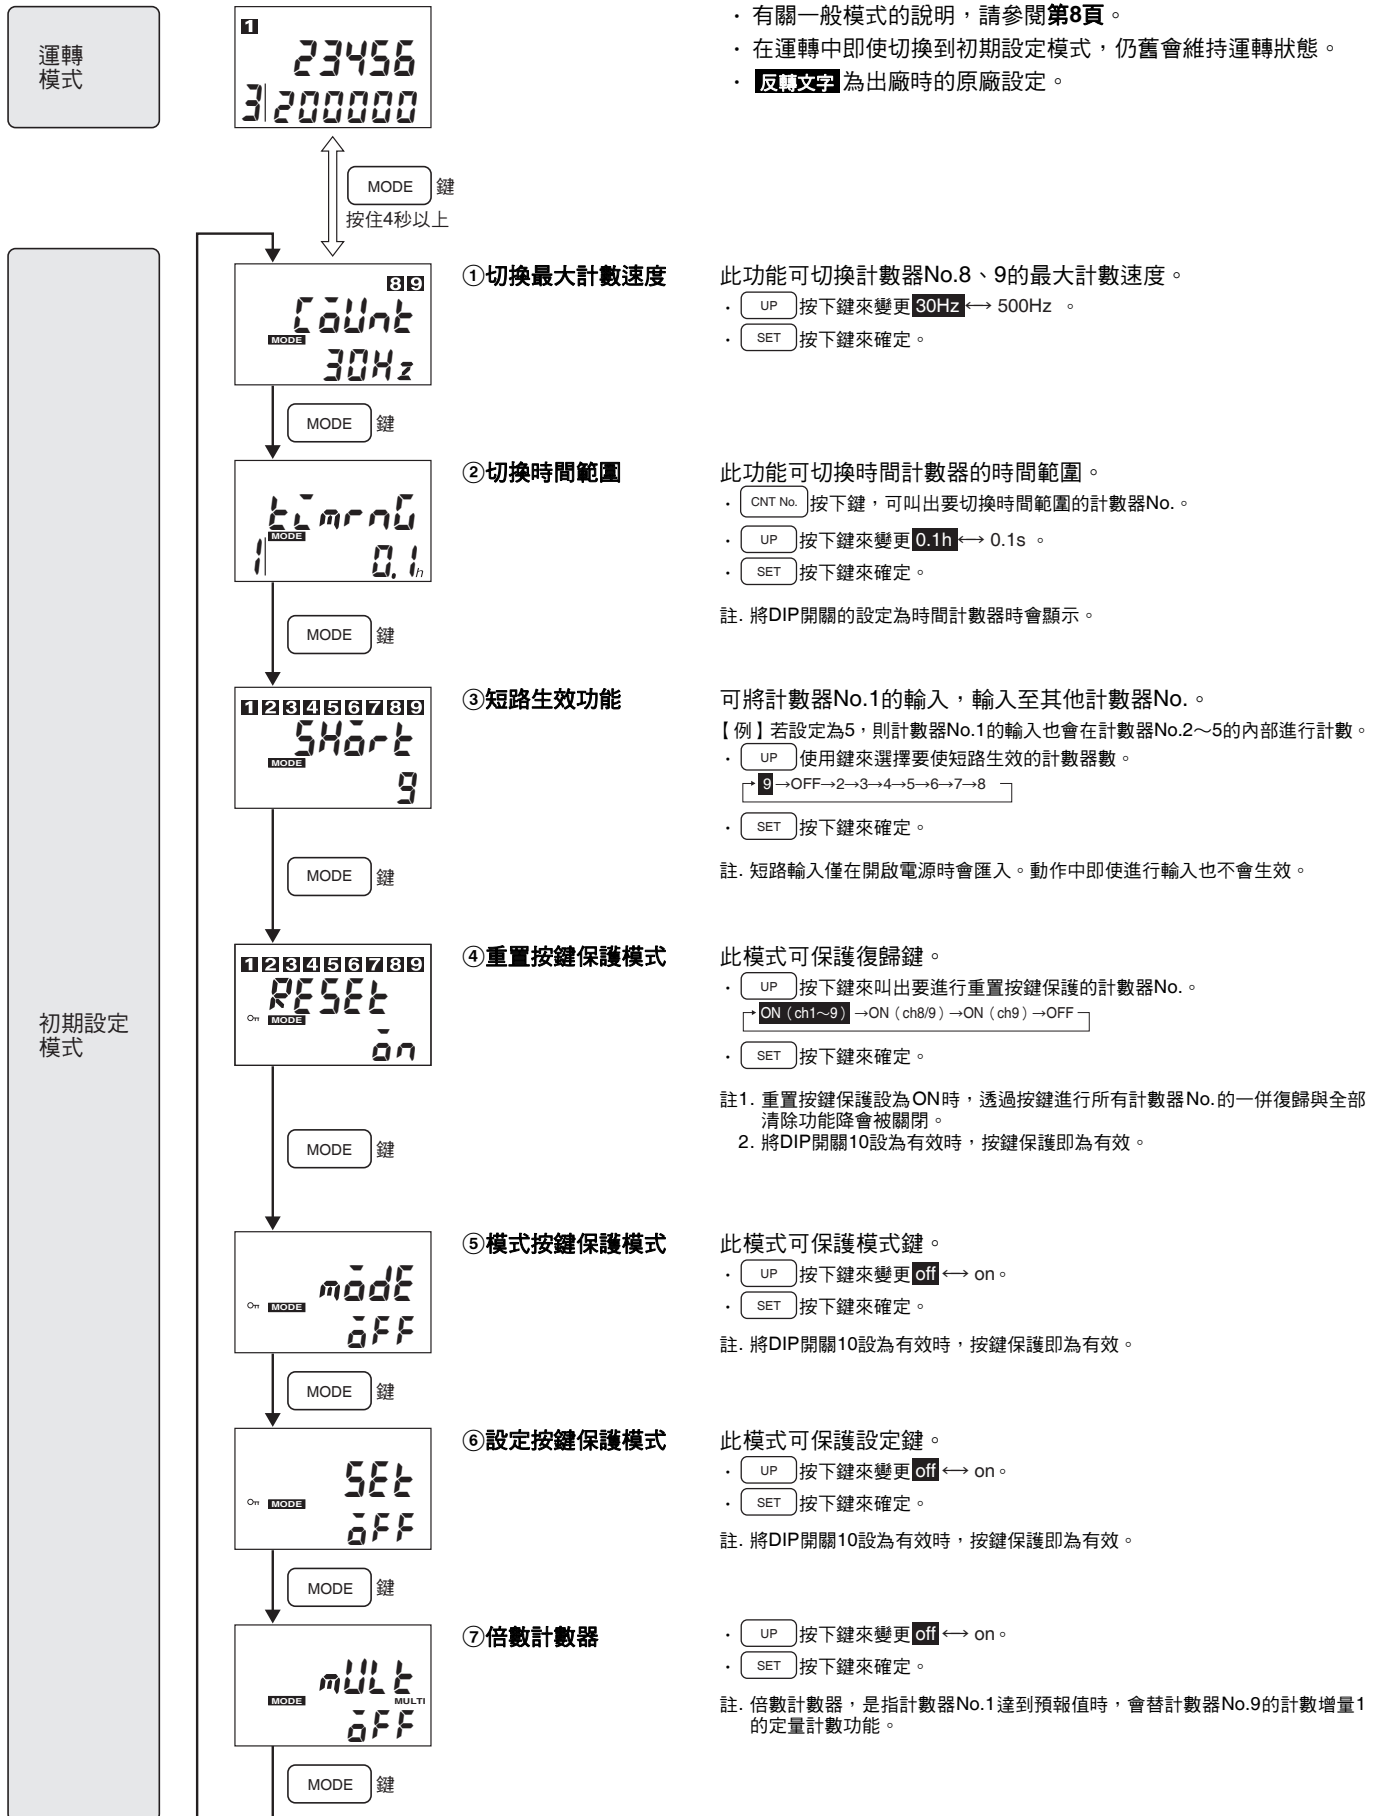 運轉
模式
1
23456
3 200000
・有關一般模式的說明，請參閱第8頁。
・在運轉中即使切換到初期設定模式，仍舊會維持運轉狀態。
・反轉文字 為出廠時的原廠設定。
MODE 鍵
按住4秒以上
初期設定
模式
8 9
CoUnt
MODE
30Hz
①切換最大計數速度
此功能可切換計數器No.8、9的最大計數速度。
・ UP 按下鍵來變更 30Hz ←→ 500Hz 。
・ SET 按下鍵來確定。
MODE 鍵
timrnG
MODE
1 0.1h
②切換時間範圍
此功能可切換時間計數器的時間範圍。
・ CNT No. 按下鍵，可叫出要切換時間範圍的計數器No.。
・ UP 按下鍵來變更 0.1h ←→ 0.1s 。
・ SET 按下鍵來確定。
註. 將DIP開關的設定為時間計數器時會顯示。
MODE 鍵
1 2 3 4 5 6 7 8 9
SHort
MODE
9
③短路生效功能
可將計數器No.1的輸入，輸入至其他計數器No.。
【例】若設定為5，則計數器No.1的輸入也會在計數器No.2～5的內部進行計數。
・ UP 使用鍵來選擇要使短路生效的計數器數。
9→OFF→2→3→4→5→6→7→8
・ SET 按下鍵來確定。
註. 短路輸入僅在開啟電源時會匯入。動作中即使進行輸入也不會生效。
MODE 鍵
1 2 3 4 5 6 7 8 9
RESEt
MODE
on
④重置按鍵保護模式
此模式可保護復歸鍵。
・ UP 按下鍵來叫出要進行重置按鍵保護的計數器No.。
ON（ch1～9）→ON（ch8/9）→ON（ch9）→OFF
・ SET 按下鍵來確定。
註1. 重置按鍵保護設為ON時，透過按鍵進行所有計數器No.的一併復歸與全部
清除功能降會被關閉。
2. 將DIP開關10設為有效時，按鍵保護即為有效。
MODE 鍵
modE
MODE
oFF
⑤模式按鍵保護模式
此模式可保護模式鍵。
・ UP 按下鍵來變更 off ←→ on。
・ SET 按下鍵來確定。
註. 將DIP開關10設為有效時，按鍵保護即為有效。
MODE 鍵
SEt
MODE
oFF
⑥設定按鍵保護模式
此模式可保護設定鍵。
・ UP 按下鍵來變更 off ←→ on。
・ SET 按下鍵來確定。
註. 將DIP開關10設為有效時，按鍵保護即為有效。
MODE 鍵
mULt
MODE MULTI
oFF
⑦倍數計數器
・ UP 按下鍵來變更 off ←→ on。
・ SET 按下鍵來確定。
註. 倍數計數器，是指計數器No.1達到預報值時，會替計數器No.9的計數增量1
的定量計數功能。
MODE 鍵